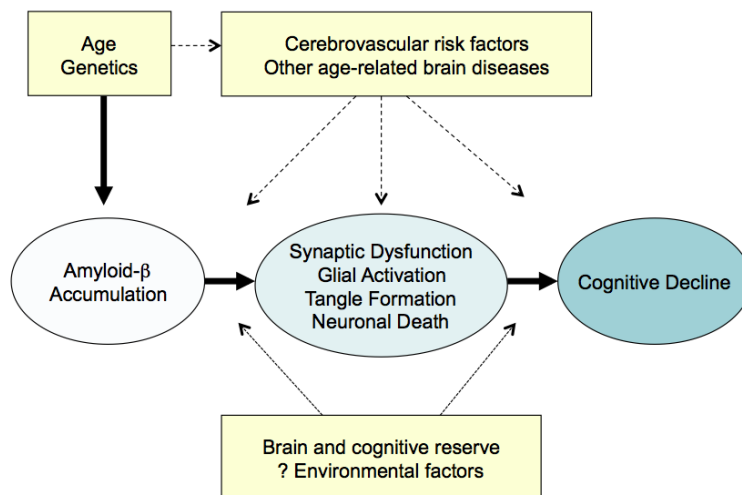 Age
Genetics
Cerebrovascular risk factors
Other age-related brain diseases
Amyloid-β
Accumulation
Synaptic Dysfunction
Glial Activation
Tangle Formation
Neuronal Death
Cognitive Decline
Brain and cognitive reserve
? Environmental factors